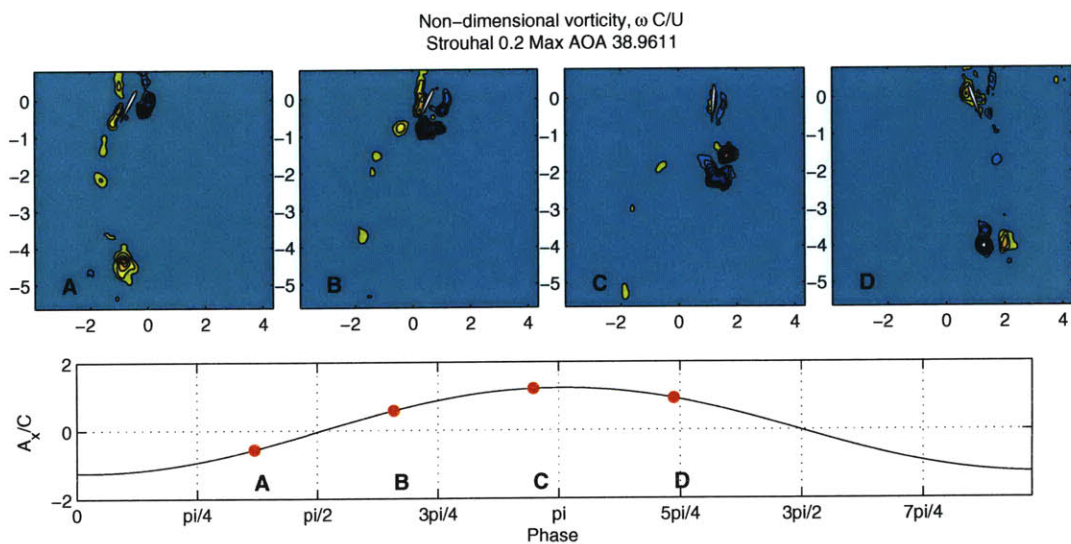 Non-dimensional vorticity, ω C/U
Strouhal 0.2 Max AOA 38.9611
0
-1
-2
-3
-4
-5
A
-2 0 2 4
0
-1
-2
-3
-4
-5
B
-2 0 2 4
0
-1
-2
-3
-4
-5
C
-2 0 2 4
0
-1
-2
-3
-4
-5
D
-2 0 2 4
2
0
-2
A_x/C
A B C D
0 pi/4 pi/2 3pi/4 pi 5pi/4 3pi/2 7pi/4
Phase